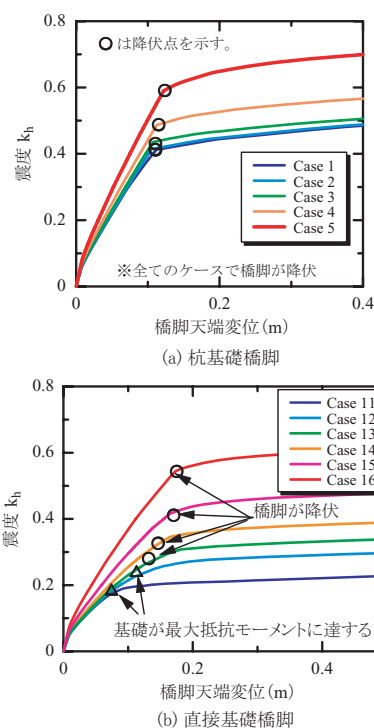 0.8
0.6
0.4
0.2
0
震度 kh
○は降伏点を示す。
Case 1
Case 2
Case 3
Case 4
Case 5
※全てのケースで橋脚が降伏
0 0.2 0.4
橋脚天端変位(m)
(a) 杭基礎橋脚
0.8
0.6
0.4
0.2
0
震度 kh
Case 11
Case 12
Case 13
Case 14
Case 15
Case 16
橋脚が降伏
基礎が最大抵抗モーメントに達する
0 0.2 0.4
橋脚天端変位(m)
(b) 直接基礎橋脚